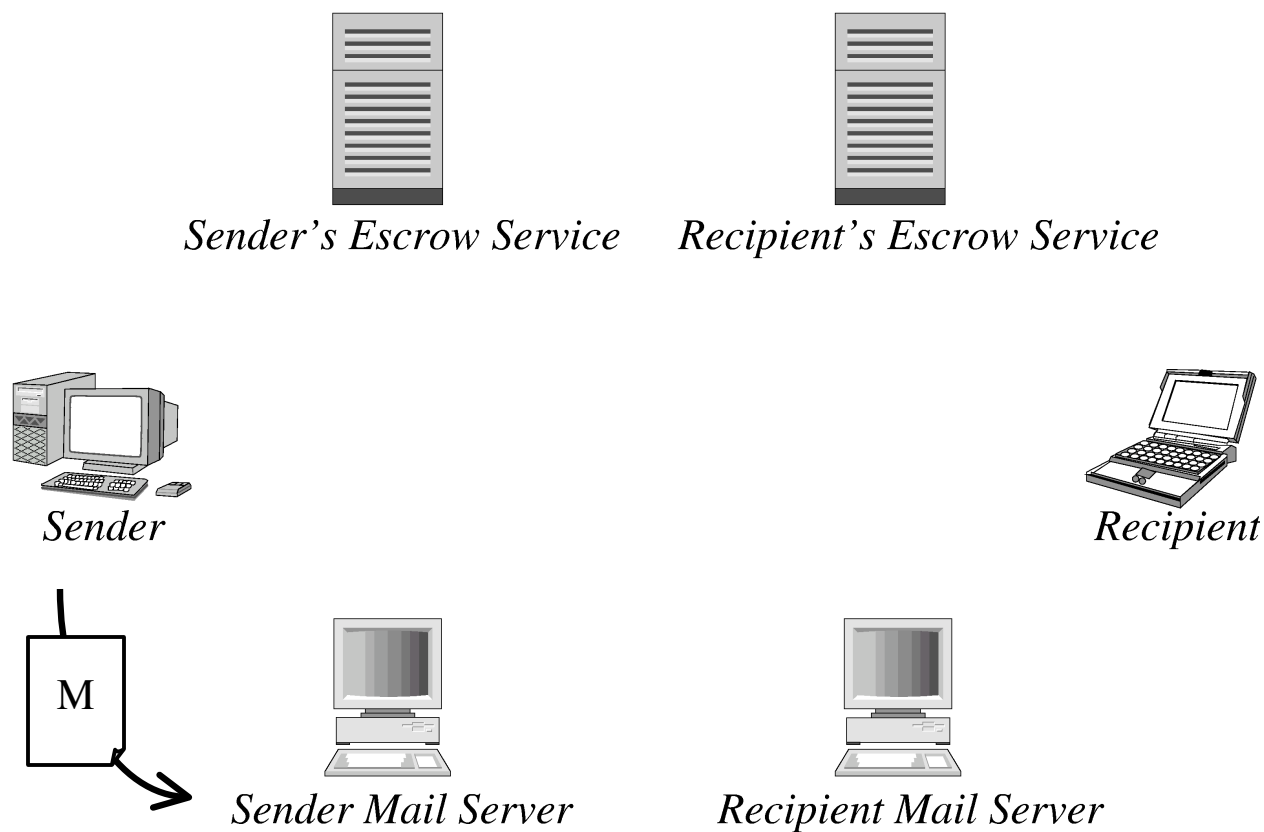 Sender’s Escrow Service
Recipient’s Escrow Service
Sender
Recipient
M
Sender Mail Server
Recipient Mail Server